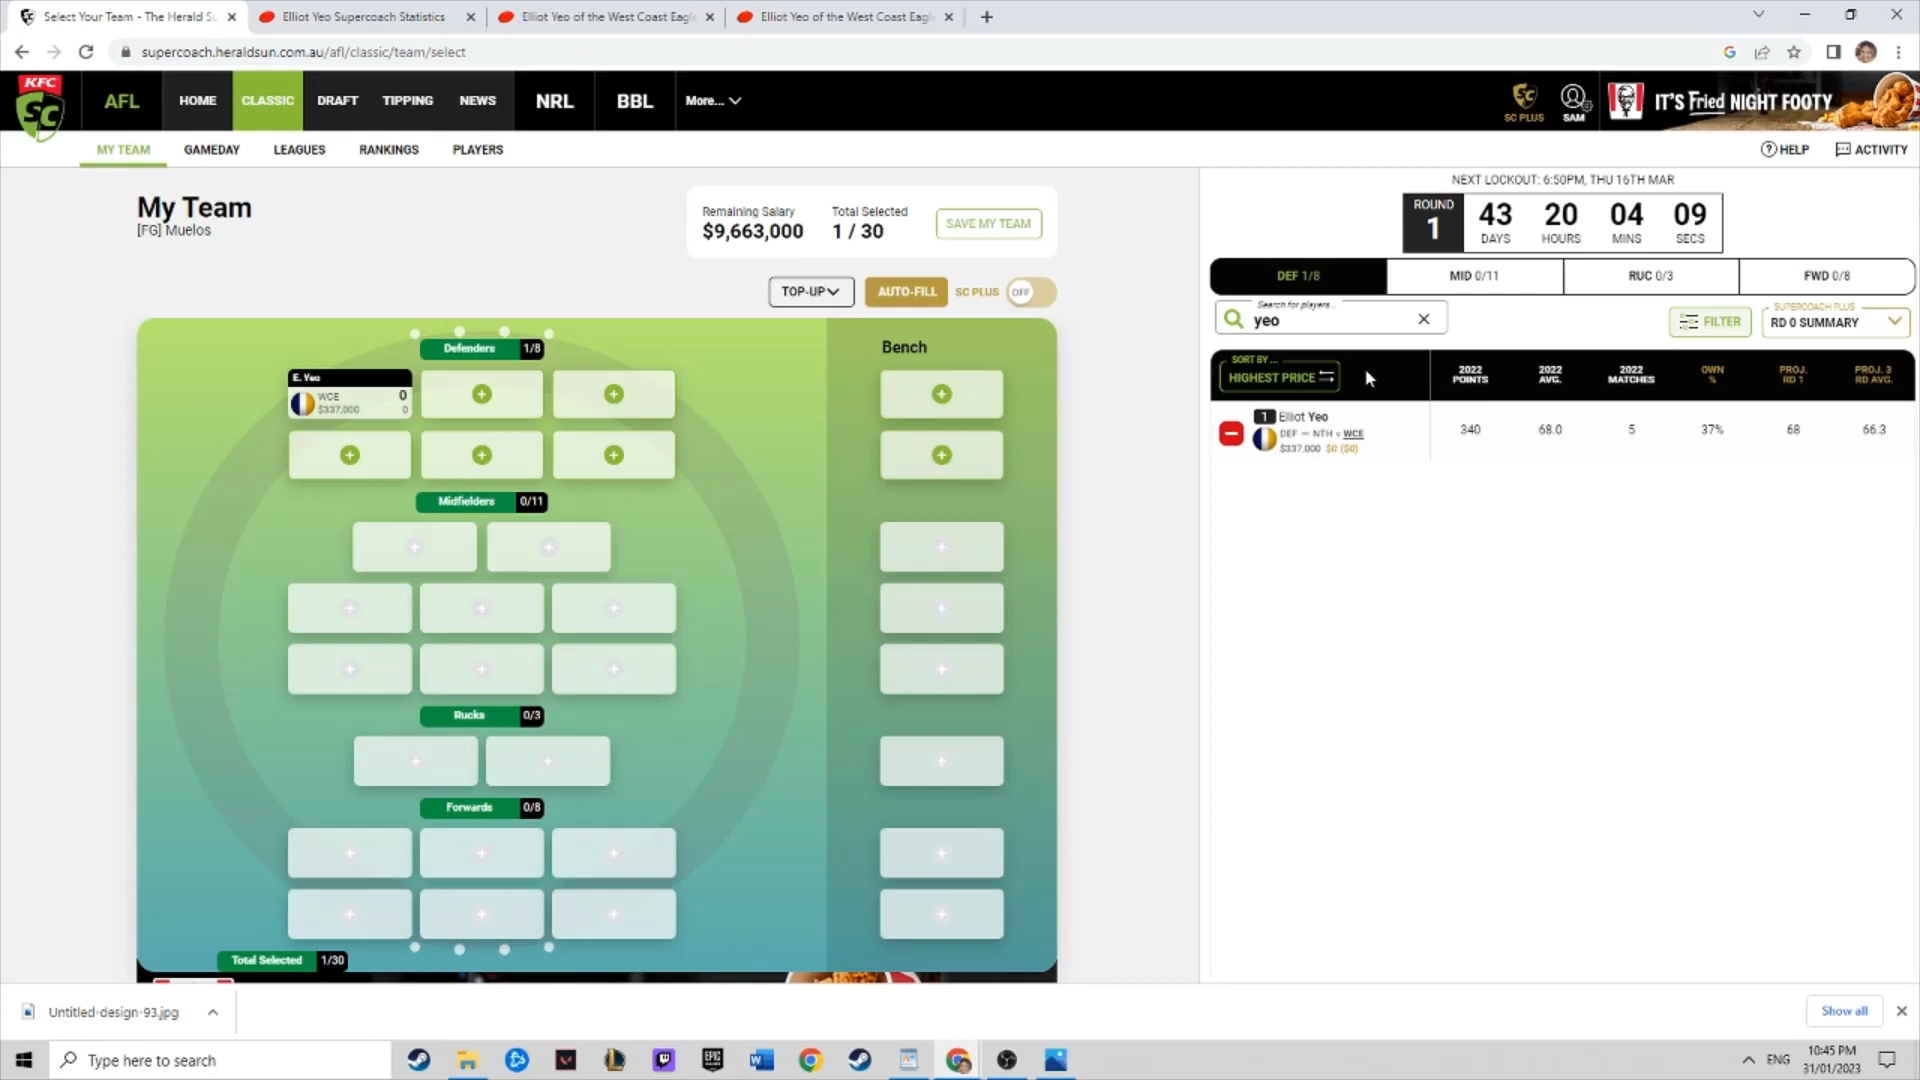 Select Your Team - The Herald Su
Elliot Yeo Supercoach Statistics
Elliot Yeo of the West Coast Eagle
Elliot Yeo of the West Coast Eagle
supercoach.heraldsun.com.au/afl/classic/team/select
KFC
SC
AFL
HOME
CLASSIC
DRAFT
TIPPING
NEWS
NRL
BBL
More...
SC PLUS
SAM
IT'S Fried NIGHT FOOTY
MY TEAM
GAMEDAY
LEAGUES
RANKINGS
PLAYERS
HELP
ACTIVITY
My Team
[FG] Muelos
Remaining Salary
$9,663,000
Total Selected
1 / 30
SAVE MY TEAM
TOP-UP
AUTO-FILL
SC PLUS
OFF
NEXT LOCKOUT: 6:50PM, THU 16TH MAR
ROUND
1
43
DAYS
20
HOURS
04
MINS
09
SECS
DEF 1/8
MID 0/11
RUC 0/3
FWD 0/8
Search for players...
yeo
FILTER
SUPERCOACH PLUS
RD 0 SUMMARY
SORT BY ...
HIGHEST PRICE
2022 POINTS
2022 AVG.
2022 MATCHES
OWN %
PROJ. RD 1
PROJ. 3 RD AVG.
1 Elliot Yeo
DEF — NTH v WCE
$337,000 $0 ($0)
340
68.0
5
37%
68
66.3
Defenders 1/8
Bench
E. Yeo
WCE 0
$337,000 0
Midfielders 0/11
Rucks 0/3
Forwards 0/8
Total Selected 1/30
Untitled-design-93.jpg
Show all
Type here to search
EPIC
GAMES
ENG
10:45 PM
31/01/2023